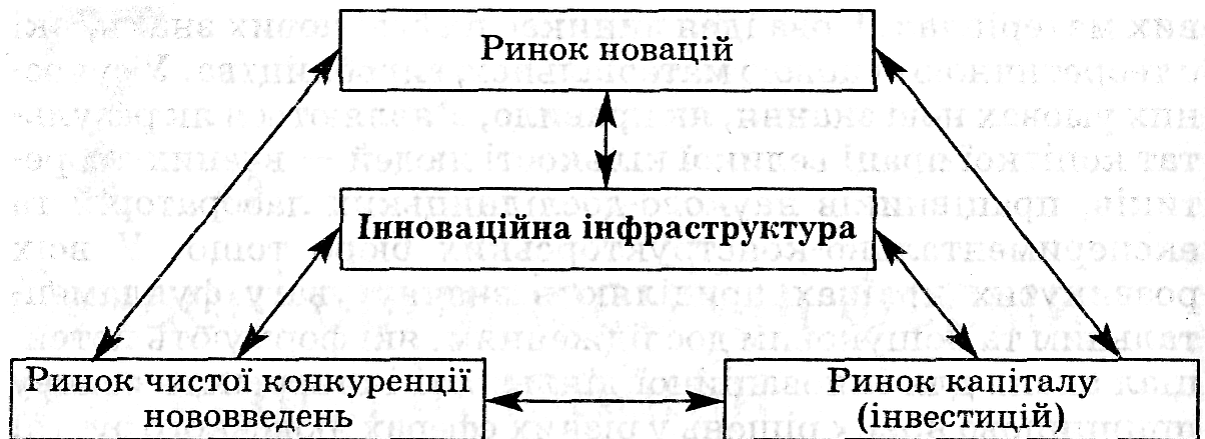 Ринок новацій
Інноваційна інфраструктура
Ринок чистої конкуренції
нововведень
Ринок капіталу
(інвестицій)